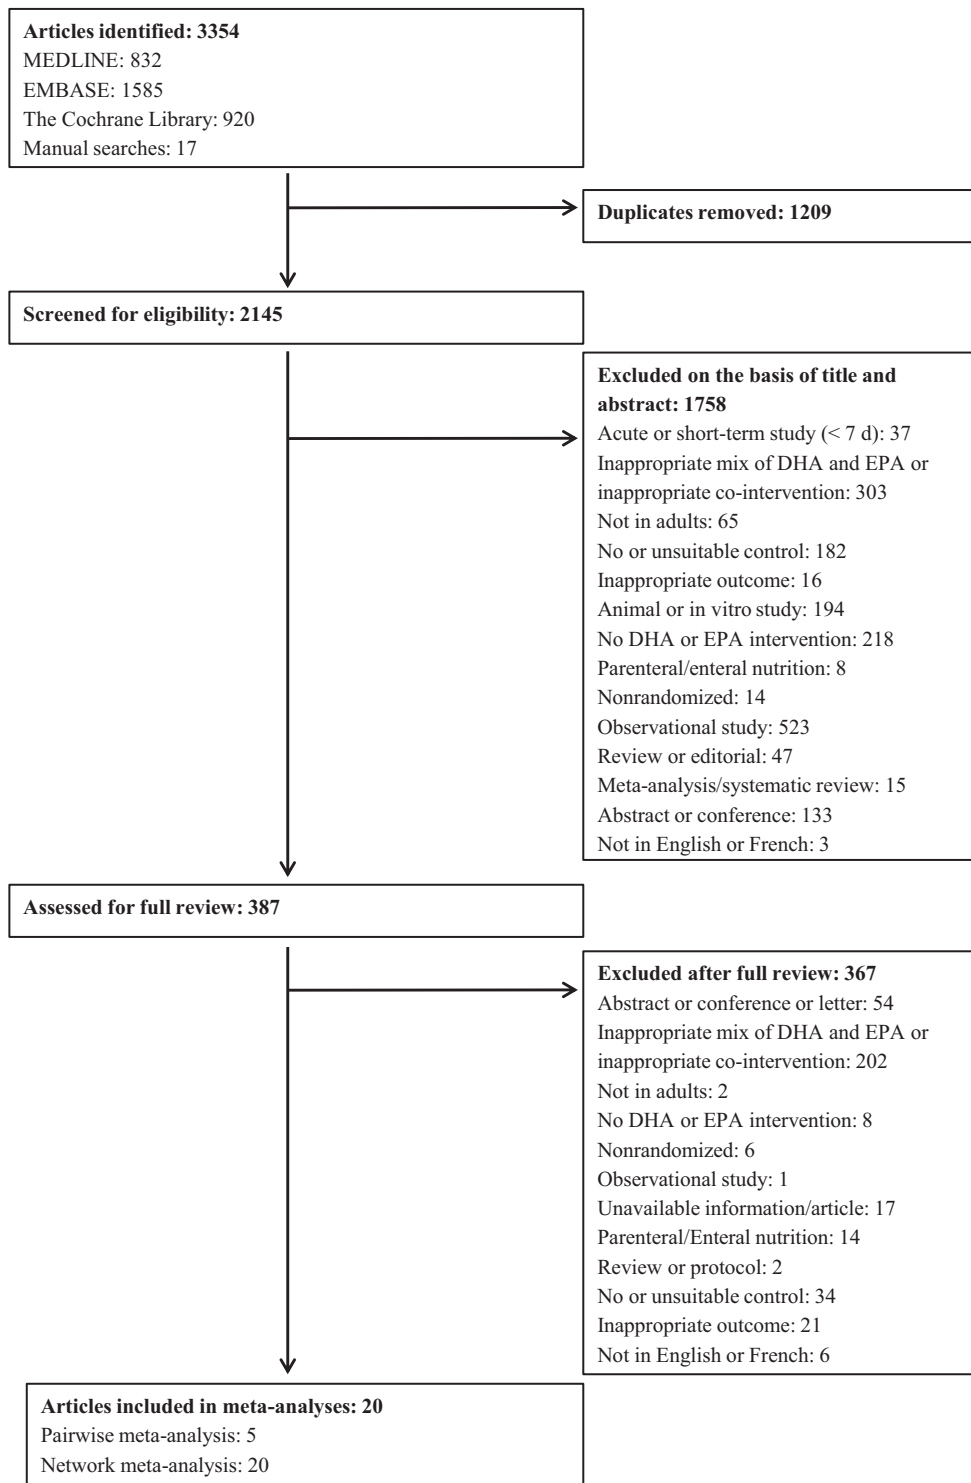 Articles identified: 3354
MEDLINE: 832
EMBASE: 1585
The Cochrane Library: 920
Manual searches: 17
Duplicates removed: 1209
Screened for eligibility: 2145
Excluded on the basis of title and
abstract: 1758
Acute or short-term study (< 7 d): 37
Inappropriate mix of DHA and EPA or
inappropriate co-intervention: 303
Not in adults: 65
No or unsuitable control: 182
Inappropriate outcome: 16
Animal or in vitro study: 194
No DHA or EPA intervention: 218
Parenteral/enteral nutrition: 8
Nonrandomized: 14
Observational study: 523
Review or editorial: 47
Meta-analysis/systematic review: 15
Abstract or conference: 133
Not in English or French: 3
Assessed for full review: 387
Excluded after full review: 367
Abstract or conference or letter: 54
Inappropriate mix of DHA and EPA or
inappropriate co-intervention: 202
Not in adults: 2
No DHA or EPA intervention: 8
Nonrandomized: 6
Observational study: 1
Unavailable information/article: 17
Parenteral/Enteral nutrition: 14
Review or protocol: 2
No or unsuitable control: 34
Inappropriate outcome: 21
Not in English or French: 6
Articles included in meta-analyses: 20
Pairwise meta-analysis: 5
Network meta-analysis: 20